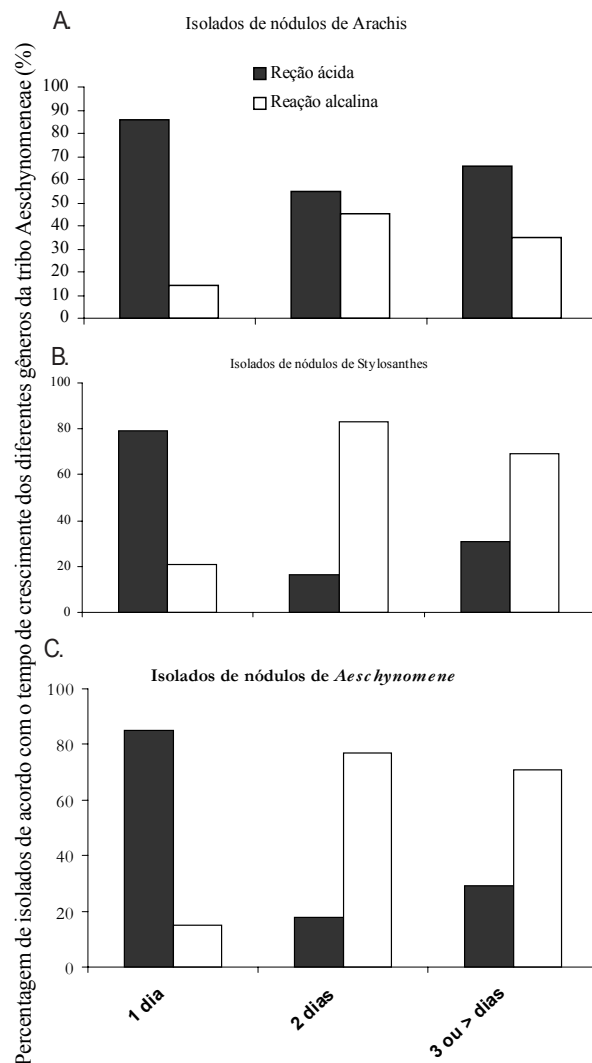 Percentagem de isolados de acordo com o tempo de crescimente dos diferentes gêneros da tribo Aeschynomeneae (%)
A.
Isolados de nódulos de Arachis
Reção ácida
Reação alcalina
100
90
80
70
60
50
40
30
20
10
0
B.
Isolados de nódulos de Stylosanthes
100
80
60
40
20
0
C.
Isolados de nódulos de Aeschynomene
100
80
60
40
20
0
1 dia
2 dias
3 ou > dias